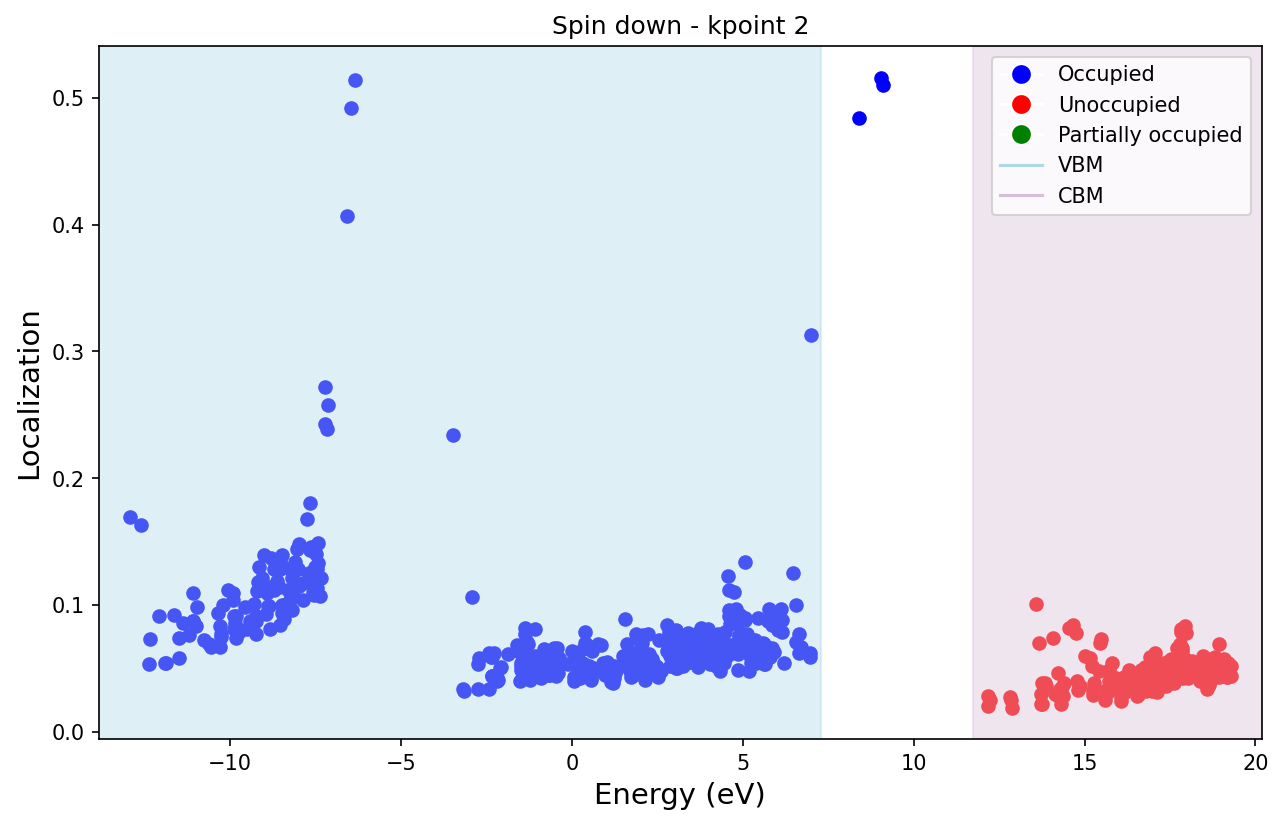 Spin down - kpoint 2
Localization
0.5
0.4
0.3
0.2
0.1
0.0
Occupied
Unoccupied
Partially occupied
VBM
CBM
−10
−5
0
5
10
15
20
Energy (eV)